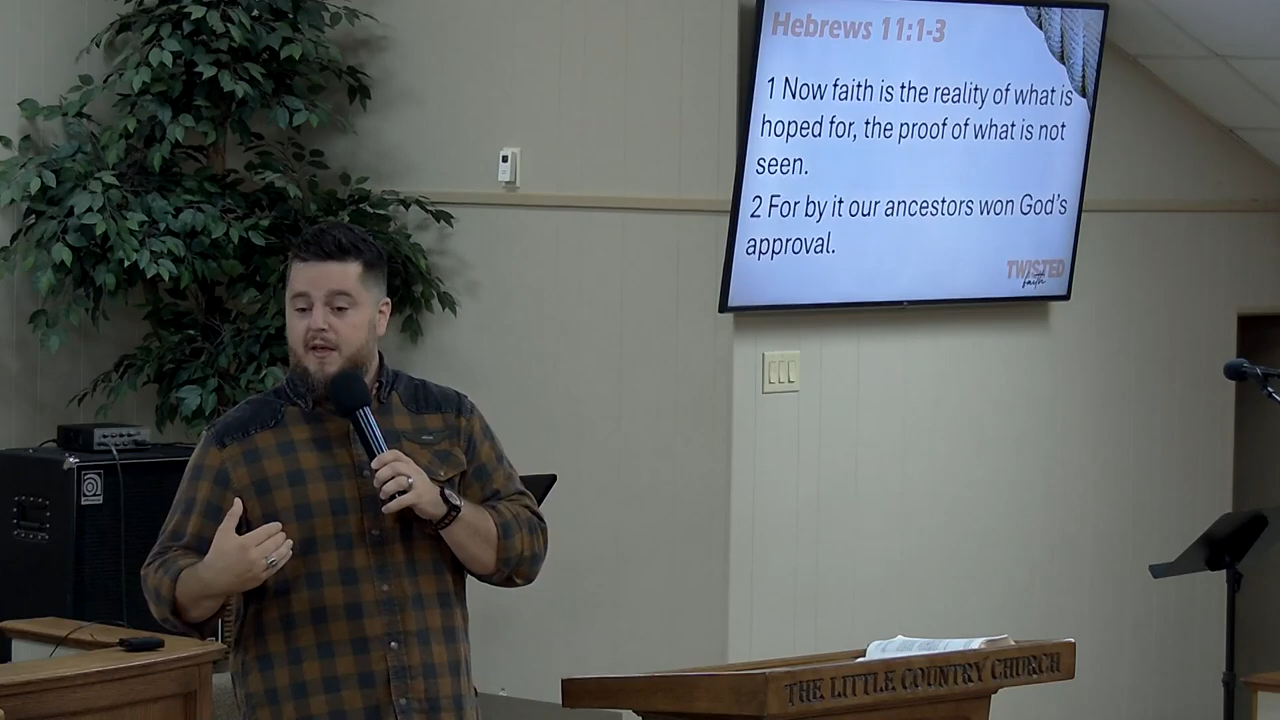 Hebrews 11:1-3
1 Now faith is the reality of what is
hoped for, the proof of what is not
seen.
2 For by it our ancestors won God's
approval.
TWISTED
faith
THE LITTLE COUNTRY CHURCH